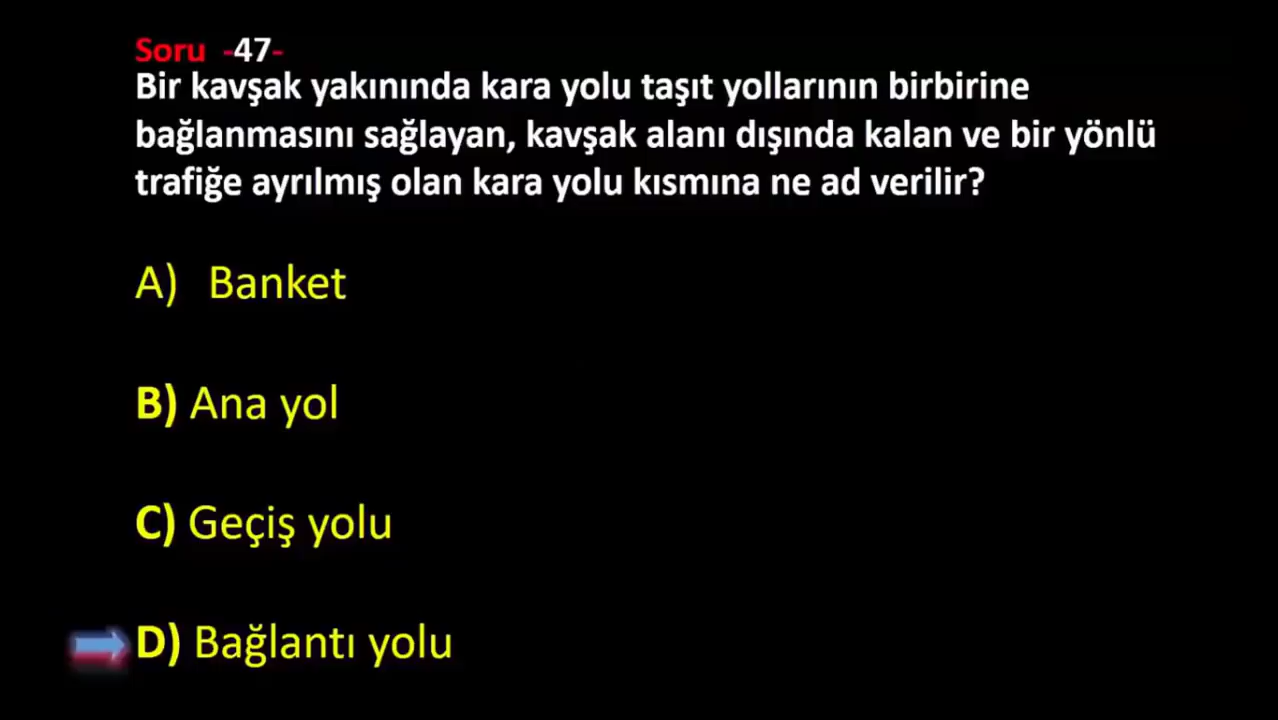 Soru -47-
Bir kavşak yakınında kara yolu taşıt yollarının birbirine
bağlanmasını sağlayan, kavşak alanı dışında kalan ve bir yönlü
trafiğe ayrılmış olan kara yolu kısmına ne ad verilir?
A) Banket
B) Ana yol
C) Geçiş yolu
D) Bağlantı yolu